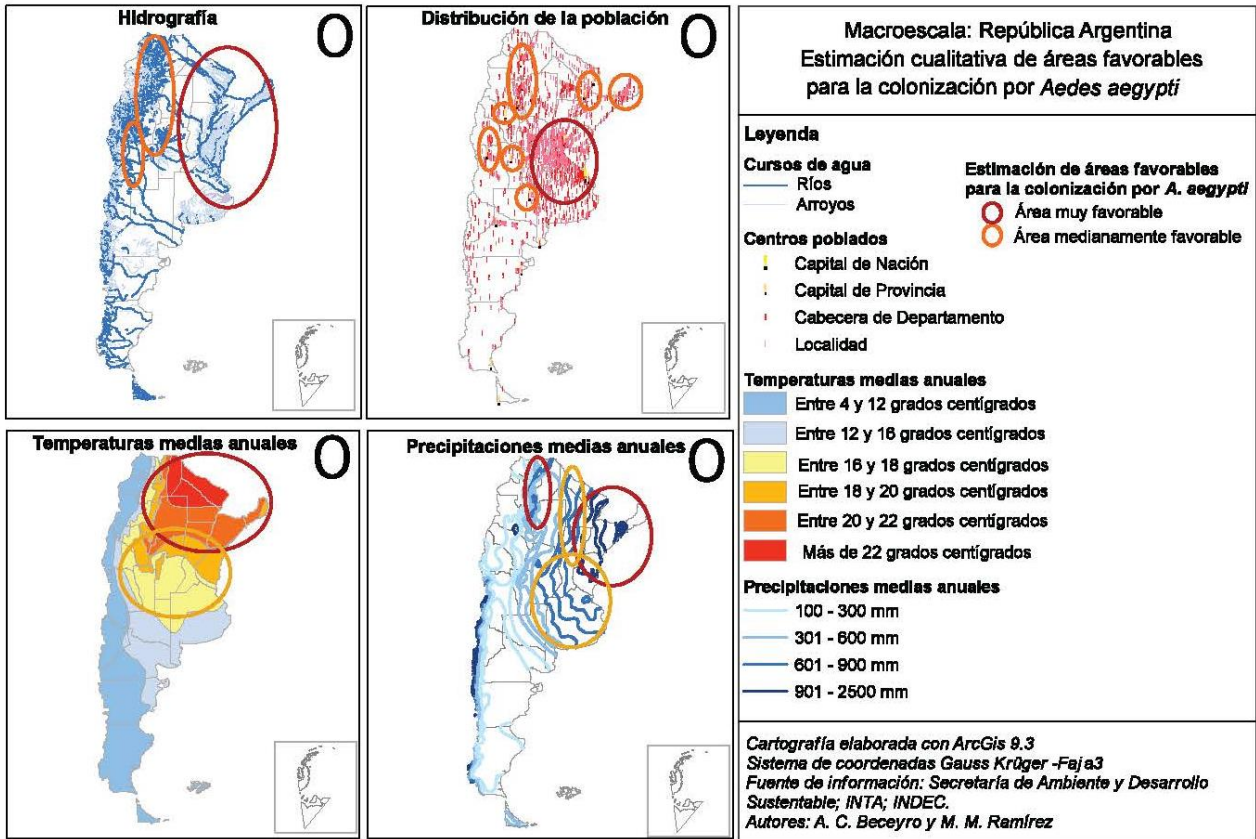 Hidrografía
O
Distribución de la población
O
Temperaturas medias anuales
O
Precipitaciones medias anuales
O
Macroescala: República Argentina
Estimación cualitativa de áreas favorables
para la colonización por Aedes aegypti
Leyenda
Cursos de agua
Ríos
Arroyos
Centros poblados
Capital de Nación
Capital de Provincia
Cabecera de Departamento
Localidad
Estimación de áreas favorables
para la colonización por A. aegypti
Área muy favorable
Área medianamente favorable
Temperaturas medias anuales
Entre 4 y 12 grados centígrados
Entre 12 y 16 grados centígrados
Entre 16 y 18 grados centígrados
Entre 18 y 20 grados centígrados
Entre 20 y 22 grados centígrados
Más de 22 grados centígrados
Precipitaciones medias anuales
100 - 300 mm
301 - 600 mm
601 - 900 mm
901 - 2500 mm
Cartografía elaborada con ArcGis 9.3
Sistema de coordenadas Gauss Krüger -Faja3
Fuente de información: Secretaría de Ambiente y Desarrollo
Sustentable; INTA; INDEC.
Autores: A. C. Beceyro y M. M. Ramírez